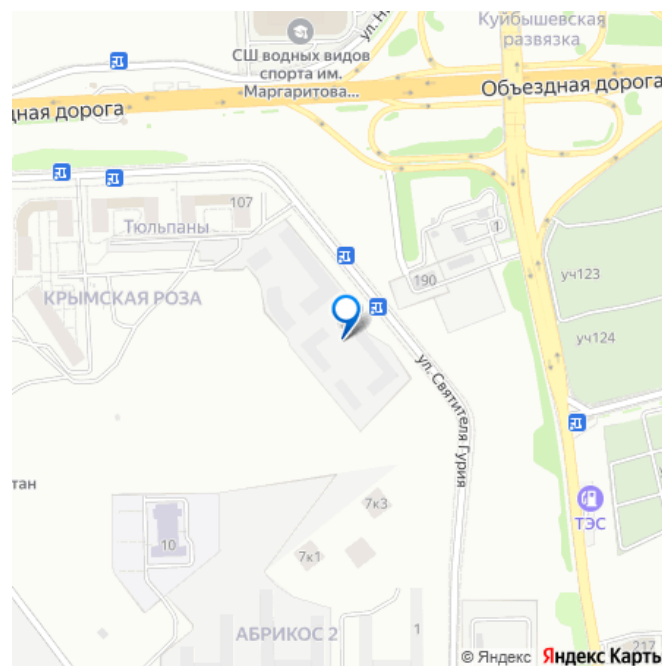 Куйбышевская
развязка
СШ водных видов
спорта им.
Маргаритова...
Объездная дорога
дная дорога
107
Тюльпаны
1
190
уч123
КРЫМСКАЯ РОЗА
уч124
ул. Святителя Гурия
тан
7к3
ТЭС
10
7к1
АБРИКОС 2
1
217
© Яндекс Яндекс Карты